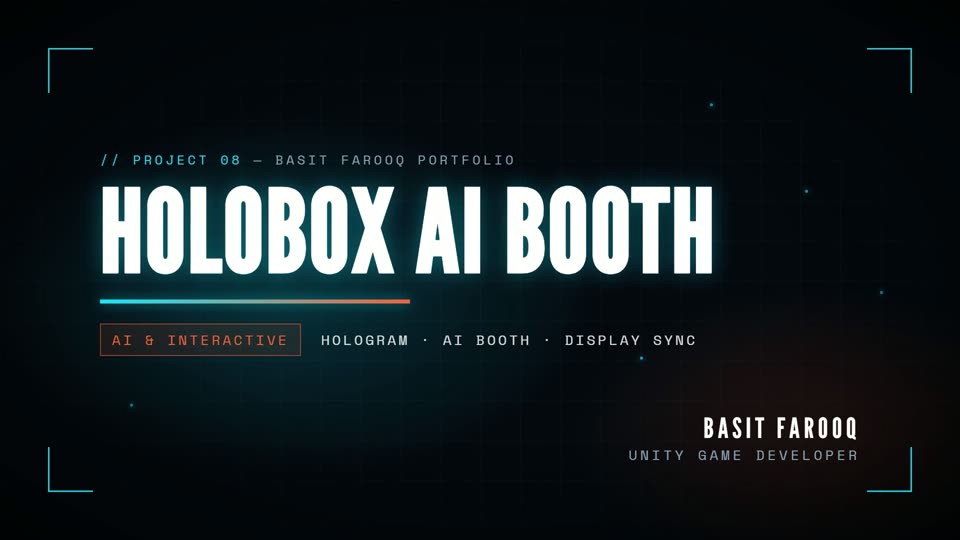 // PROJECT 08 — BASIT FAROOQ PORTFOLIO
HOLOBOX AI BOOTH
AI & INTERACTIVE
HOLOGRAM · AI BOOTH · DISPLAY SYNC
BASIT FAROOQ
UNITY GAME DEVELOPER